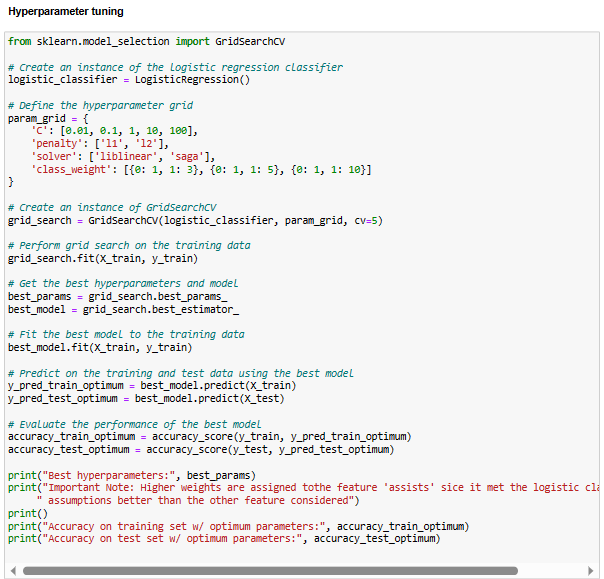 Hyperparameter tuning
from sklearn.model_selection import GridSearchCV
# Create an instance of the Logistic regression classifier
logistic_classifier = LogisticRegression()
# Define the hyperparameter grid
param_grid = {
    'C': [0.01, 0.1, 1, 10, 100],
    'penalty': ['l1', 'l2'],
    'solver': ['liblinear', 'saga'],
    'class_weight': [{0: 1, 1: 3}, {0: 1, 1: 5}, {0: 1, 1: 10}]
}
# Create an instance of GridSearchCV
grid_search = GridSearchCV(logistic_classifier, param_grid, cv=5)
# Perform grid search on the training data
grid_search.fit(X_train, y_train)
# Get the best hyperparameters and model
best_params = grid_search.best_params_
best_model = grid_search.best_estimator_
# Fit the best model to the training data
best_model.fit(X_train, y_train)
# Predict on the training and test data using the best model
y_pred_train_optimum = best_model.predict(X_train)
y_pred_test_optimum = best_model.predict(X_test)
# Evaluate the performance of the best model
accuracy_train_optimum = accuracy_score(y_train, y_pred_train_optimum)
accuracy_test_optimum = accuracy_score(y_test, y_pred_test_optimum)
print("Best hyperparameters:", best_params)
print("Important Note: Higher weights are assigned tothe feature 'assists' sice it met the logistic cla
     " assumptions better than the other feature considered")
print()
print("Accuracy on training set w/ optimum parameters:", accuracy_train_optimum)
print("Accuracy on test set w/ optimum parameters:", accuracy_test_optimum)